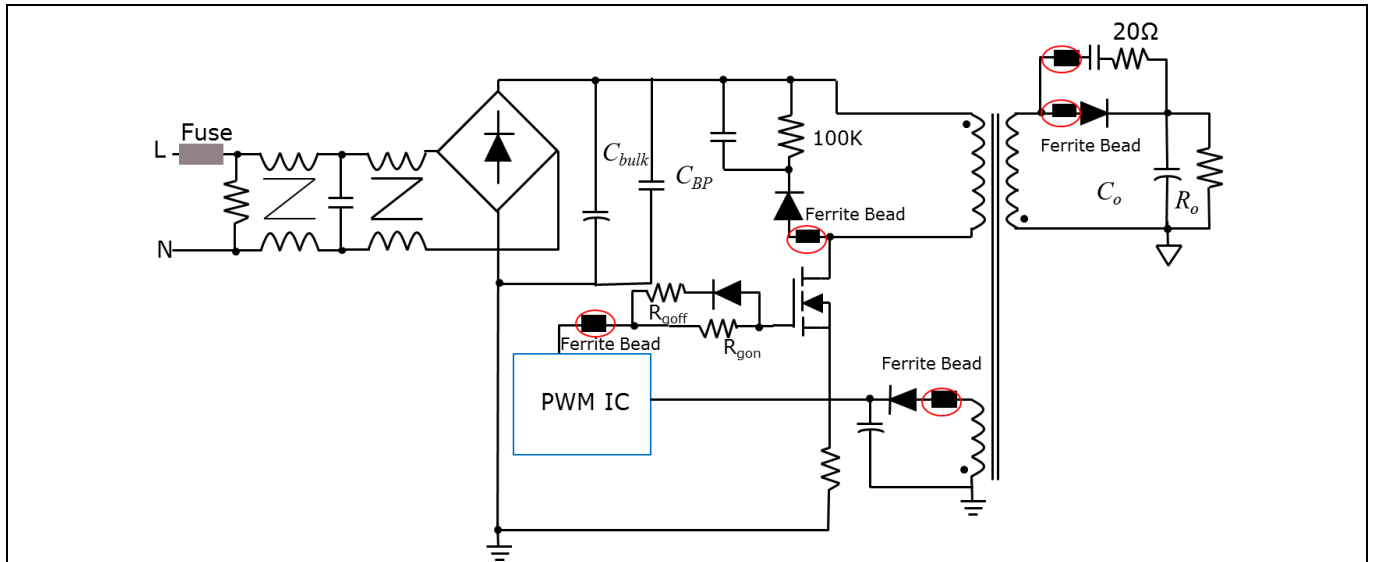 20Ω
Fuse
L
100K
Ferrite Bead
C_bulk
C_BP
C_o
R_o
Ferrite Bead
N
R_goff
Ferrite Bead
R_gon
Ferrite Bead
PWM IC